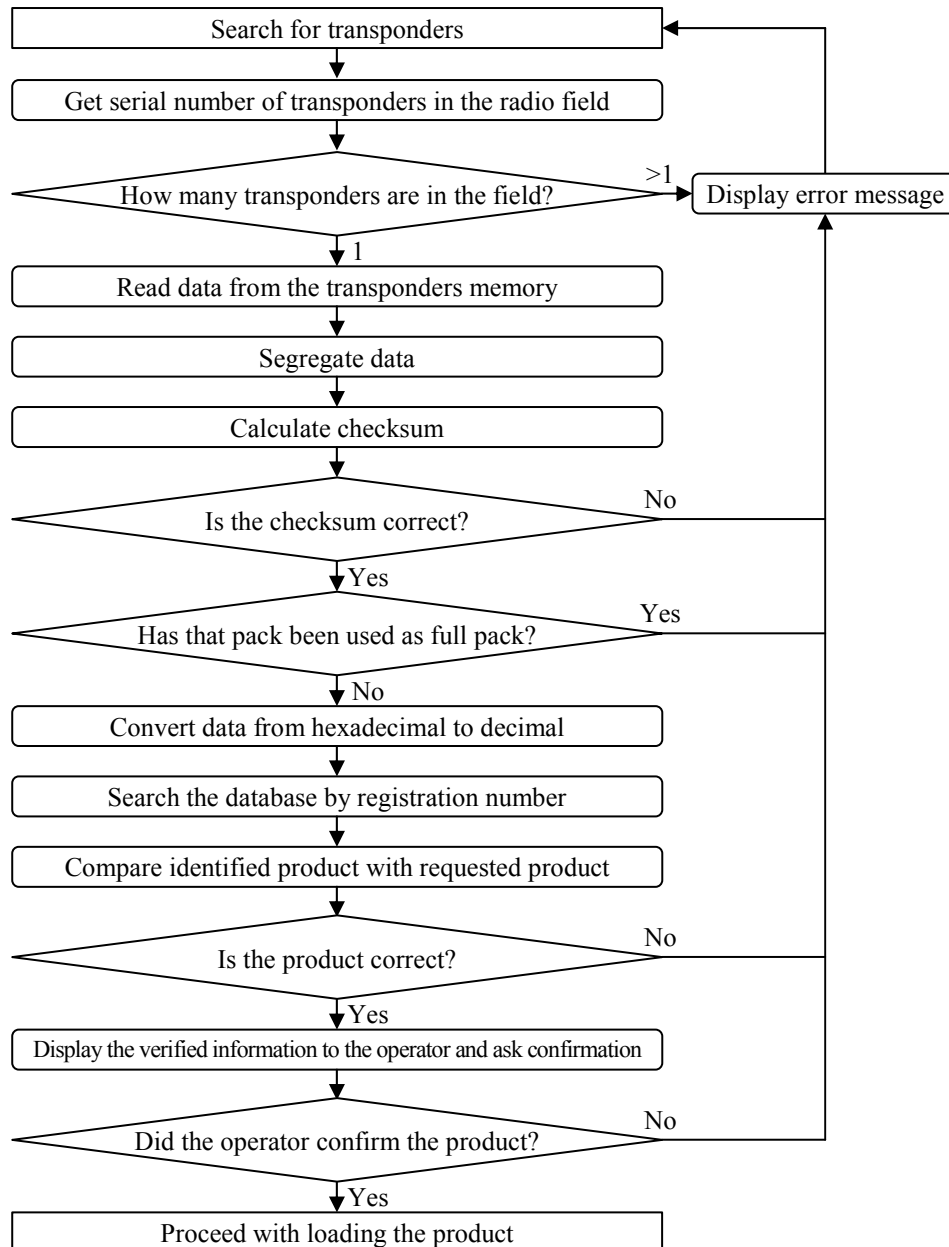 Search for transponders
Get serial number of transponders in the radio field
How many transponders are in the field?
>1
Display error message
1
Read data from the transponders memory
Segregate data
Calculate checksum
Is the checksum correct?
No
Yes
Has that pack been used as full pack?
Yes
No
Convert data from hexadecimal to decimal
Search the database by registration number
Compare identified product with requested product
Is the product correct?
No
Yes
Display the verified information to the operator and ask confirmation
Did the operator confirm the product?
No
Yes
Proceed with loading the product